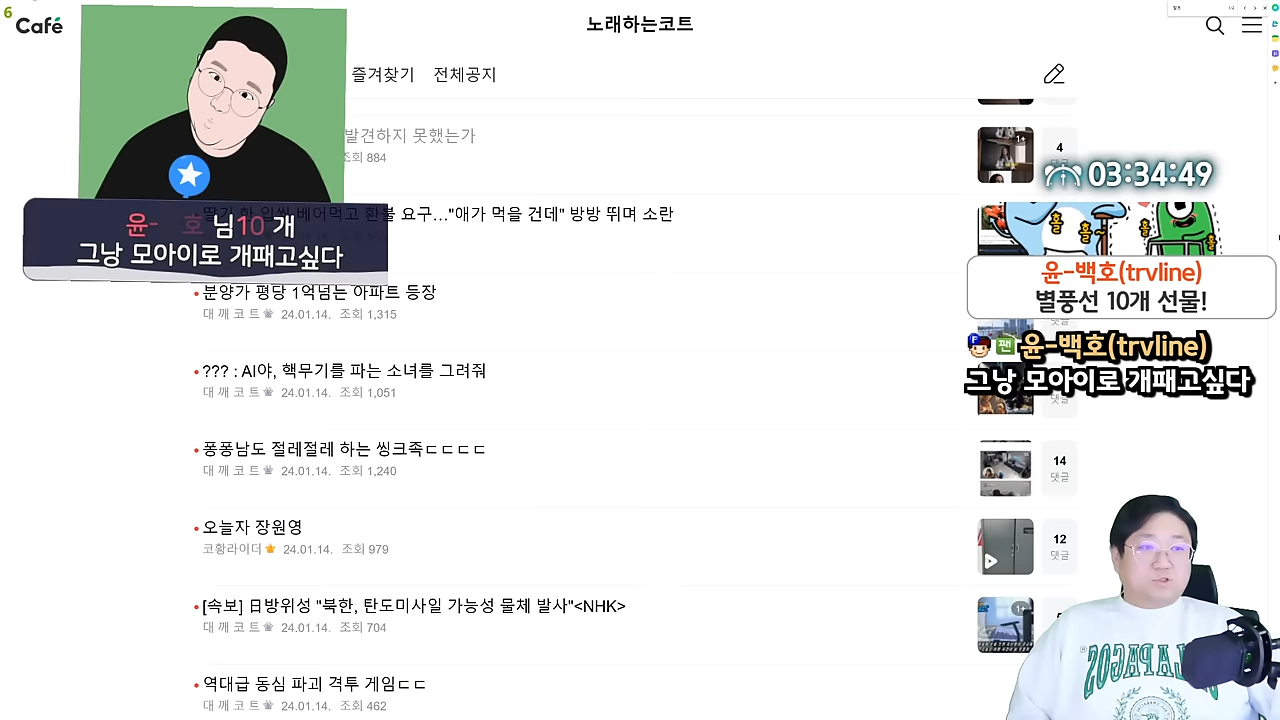 6
Café
노래하는코트
즐겨찾기 전체공지
발견하지 못했는가
조회 884
1+
4
03:34:49
베어먹고 환불 요구..."애가 먹을 건데" 방방 뛰며 소란
윤- 호 님10 개
그냥 모아이로 개패고싶다
홀 홀~ 홀 홀
윤-백호(trvline)
별풍선 10개 선물!
분양가 평당 1억넘는 아파트 등장
대 깨 코 트 24.01.14. 조회 1,315
댓글
F 팬 윤-백호(trvline)
그냥 모아이로 개패고싶다
??? : AI야, 핵무기를 파는 소녀를 그려줘
대 깨 코 트 24.01.14. 조회 1,051
댓글
퐁퐁남도 절레절레 하는 씽크족ㄷㄷㄷㄷ
대 깨 코 트 24.01.14. 조회 1,240
14
댓글
오늘자 장원영
코황라이더 24.01.14. 조회 979
12
댓글
[속보] 日방위성 "북한, 탄도미사일 가능성 물체 발사"<NHK>
대 깨 코 트 24.01.14. 조회 704
1+
역대급 동심 파괴 격투 게임ㄷㄷ
대 깨 코 트 24.01.14. 조회 462